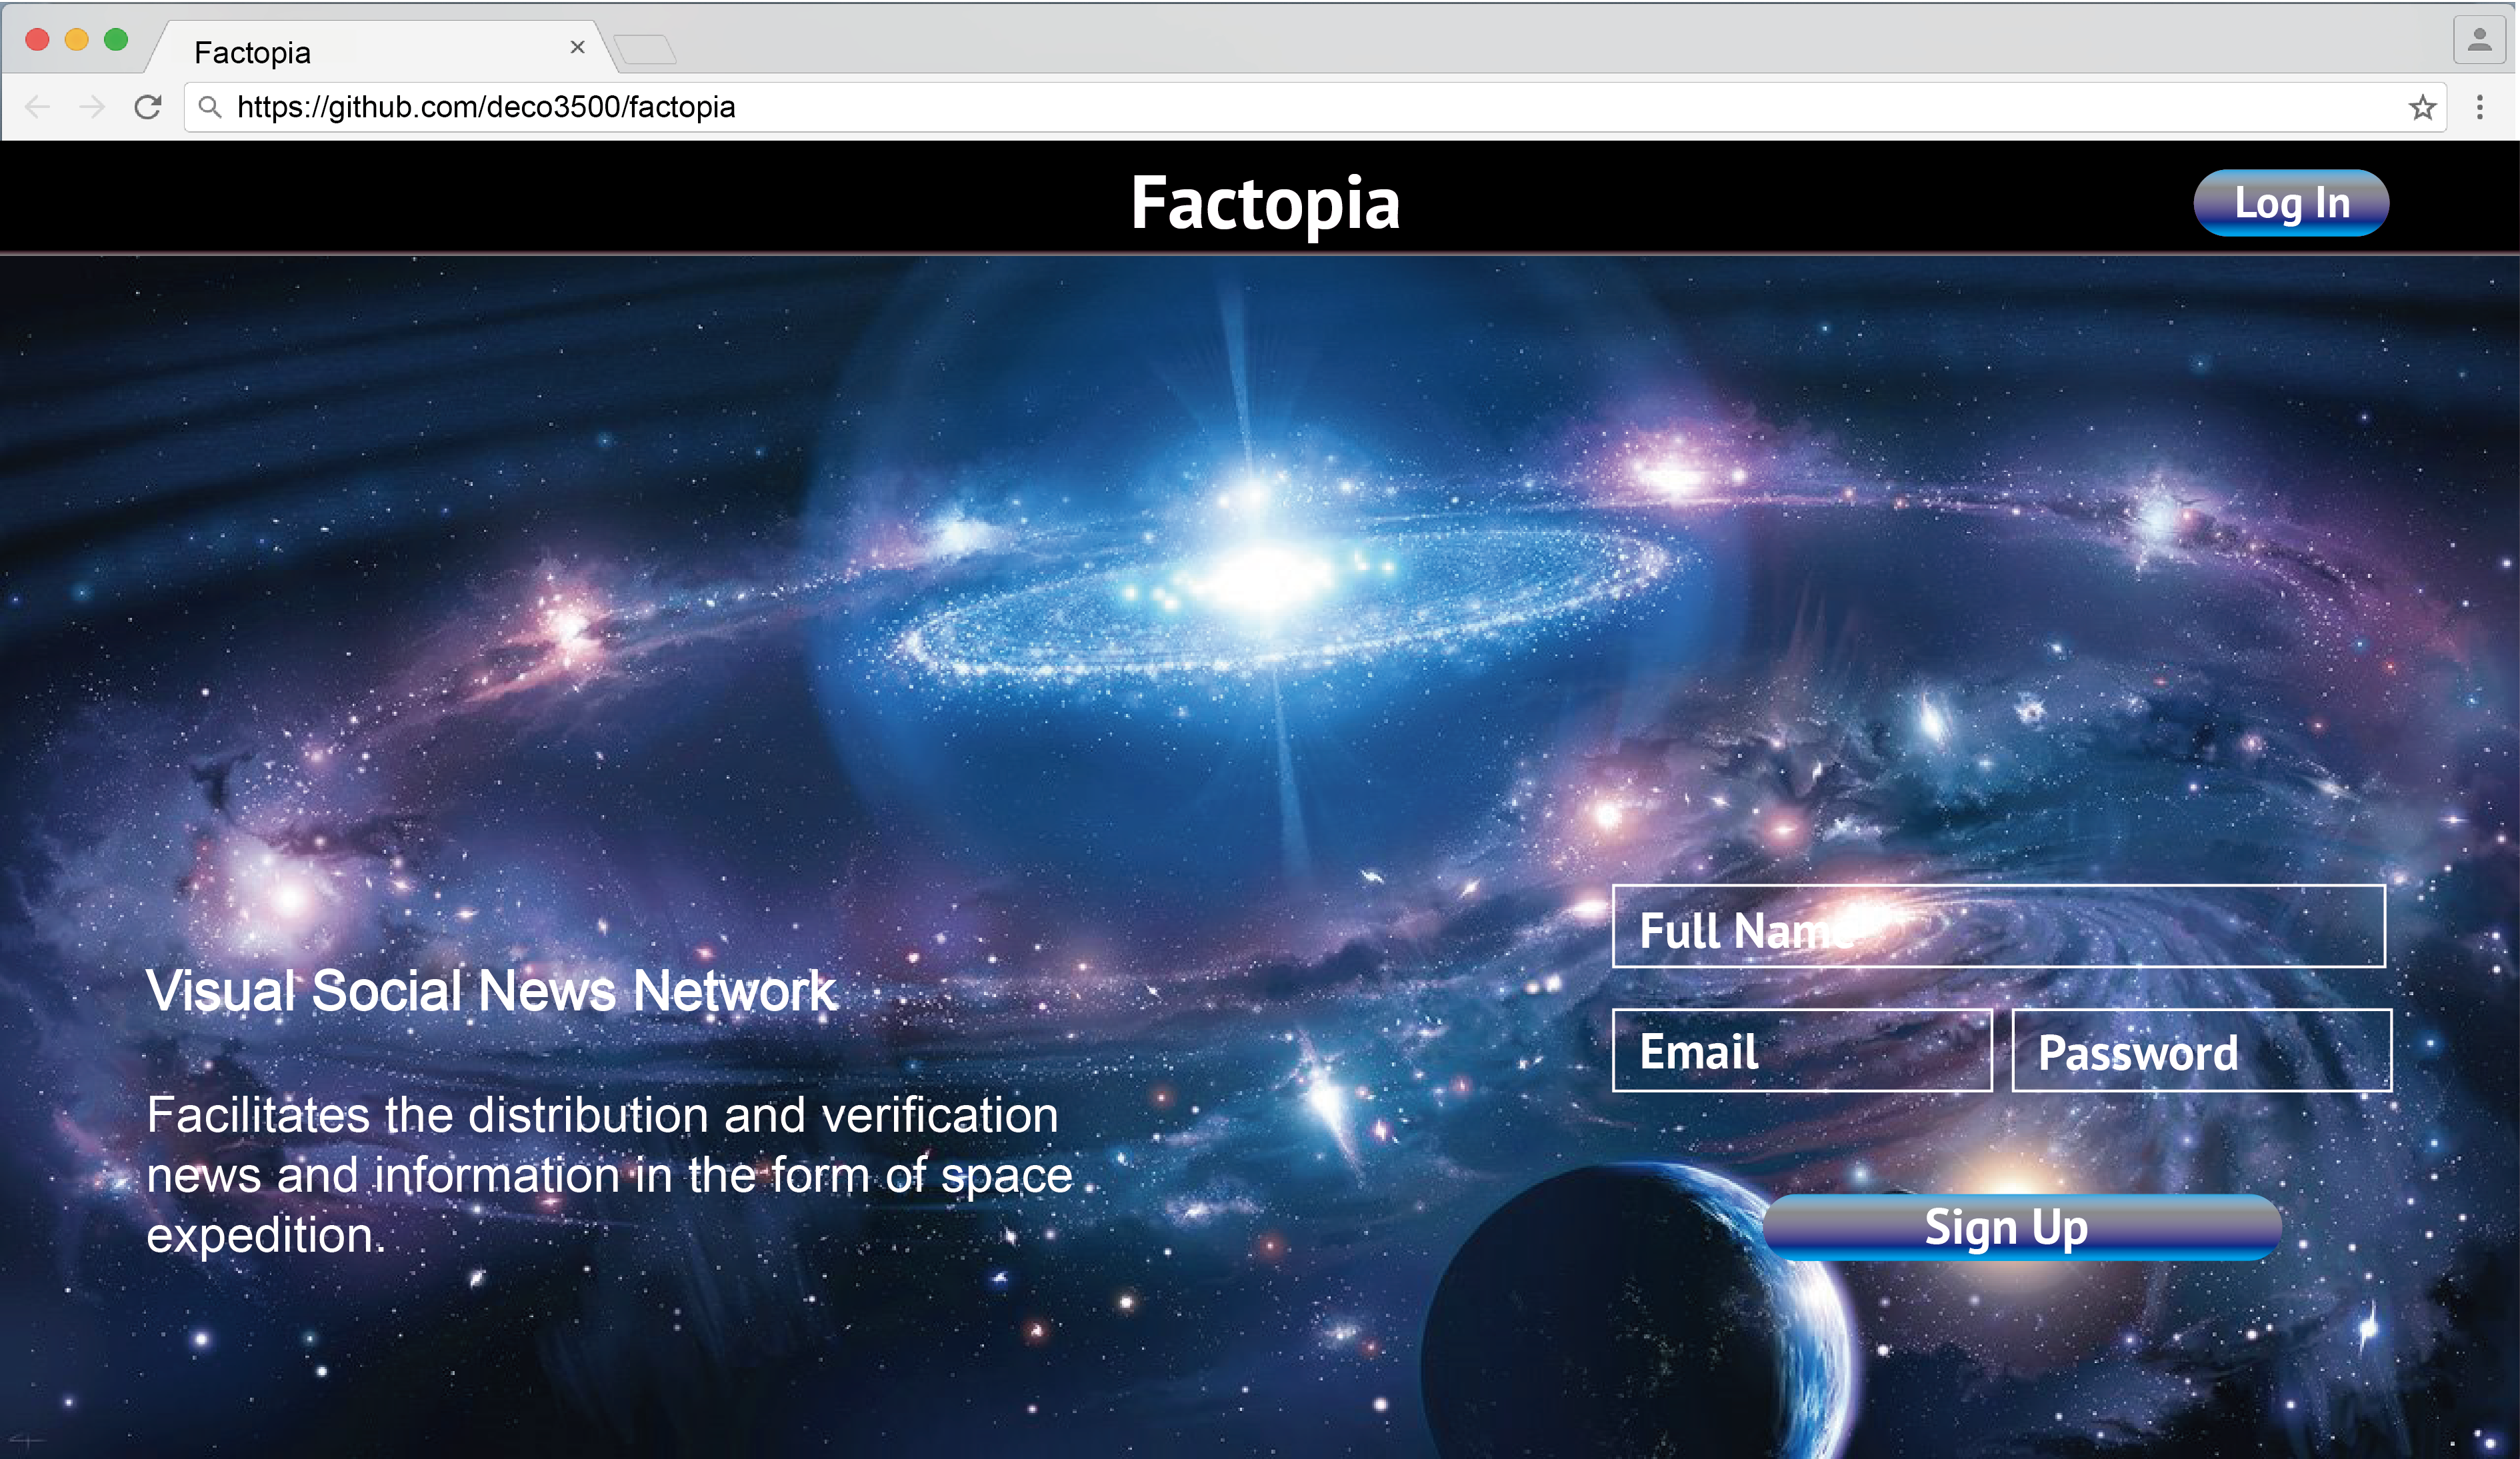 Factopia
https://github.com/deco3500/factopia
Factopia
Log In
Full Name
Visual Social News Network
Email
Password
Facilitates the distribution and verification
news and information in the form of space
expedition.
Sign Up